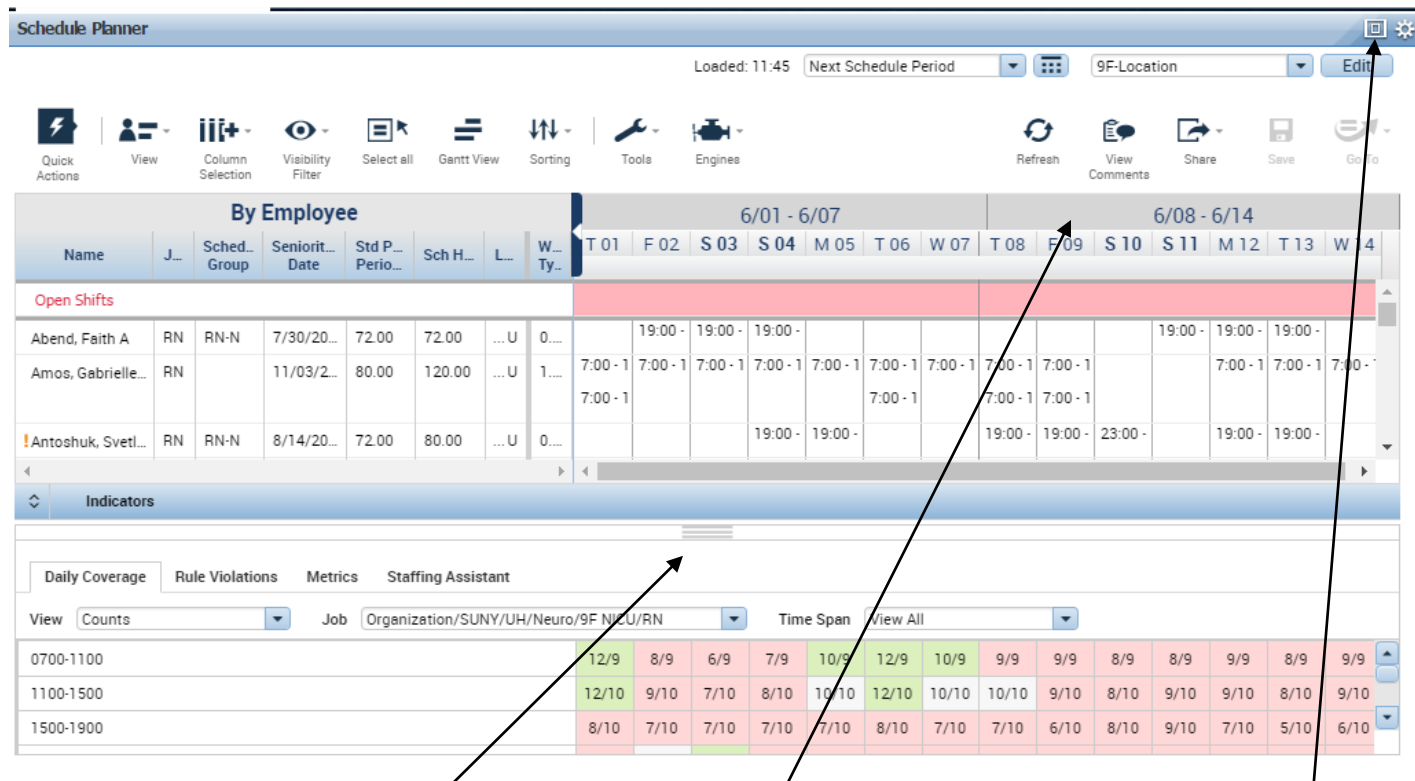 Schedule Planner
Loaded: 11:45 Next Schedule Period 9F-Location Edit
Quick Actions View Column Selection Visibility Filter Select all Gantt View Sorting Tools Engines Refresh View Comments Share Save Go To
By Employee 6/01 - 6/07 6/08 - 6/14
Name J... Sched... Group Seniorit... Date Std P... Perio... Sch H... L... W... Ty.. T 01 F 02 S 03 S 04 M 05 T 06 W 07 T 08 F 09 S 10 S 11 M 12 T 13 W 14
Open Shifts
Abend, Faith A RN RN-N 7/30/20... 72.00 72.00 ...U 0.... 19:00 - 19:00 - 19:00 - 19:00 - 19:00 - 19:00 -
Amos, Gabrielle... RN 11/03/2... 80.00 120.00 ...U 1.... 7:00 - 1 7:00 - 1 7:00 - 1 7:00 - 1 7:00 - 1 7:00 - 1 7:00 - 1 7:00 - 1 7:00 - 1 7:00 - 1 7:00 - 1 7:00 - 1
7:00 - 1 7:00 - 1 7:00 - 1 7:00 - 1
!Antoshuk, Svetl... RN RN-N 8/14/20... 72.00 80.00 ...U 0.... 19:00 - 19:00 - 19:00 - 19:00 - 23:00 - 19:00 - 19:00 -
Indicators
Daily Coverage Rule Violations Metrics Staffing Assistant
View Counts Job Organization/SUNY/UH/Neuro/9F NICU/RN Time Span View All
0700-1100 12/9 8/9 6/9 7/9 10/9 12/9 10/9 9/9 9/9 8/9 8/9 9/9 8/9 9/9
1100-1500 12/10 9/10 7/10 8/10 10/10 12/10 10/10 10/10 9/10 8/10 9/10 9/10 8/10 9/10
1500-1900 8/10 7/10 7/10 7/10 7/10 8/10 7/10 7/10 6/10 8/10 9/10 7/10 5/10 6/10